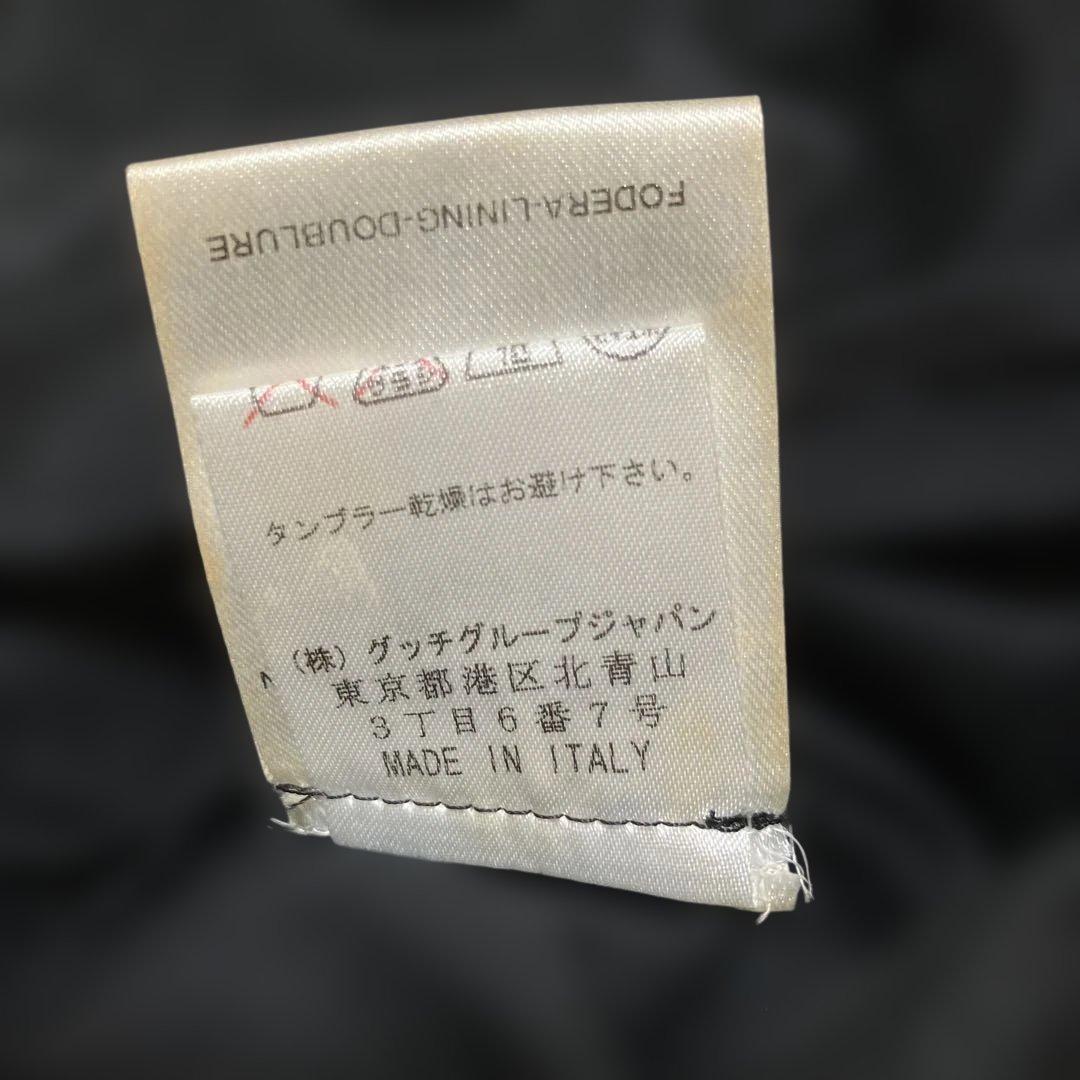 FODERA-LINING-DOUBLURE
タンブラー乾燥はお避け下さい。
(株) グッチグループジャパン
東京都港区北青山
3丁目6番7号
MADE IN ITALY